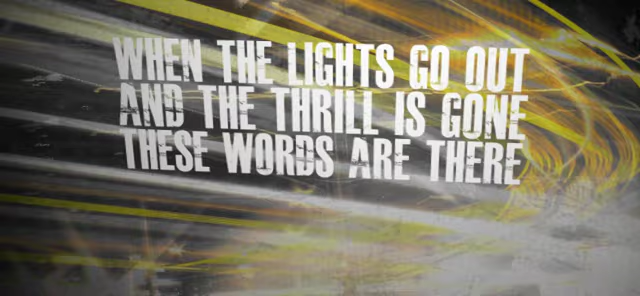 WHEN THE LIGHTS GO OUT
AND THE THRILL IS GONE
THESE WORDS ARE THERE